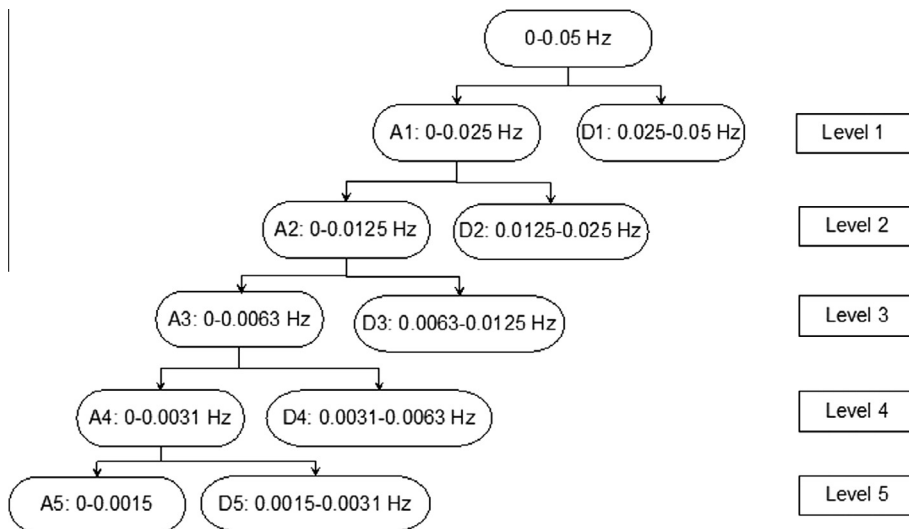 0-0.05 Hz
A1: 0-0.025 Hz
D1: 0.025-0.05 Hz
Level 1
A2: 0-0.0125 Hz
D2: 0.0125-0.025 Hz
Level 2
A3: 0-0.0063 Hz
D3: 0.0063-0.0125 Hz
Level 3
A4: 0-0.0031 Hz
D4: 0.0031-0.0063 Hz
Level 4
A5: 0-0.0015
D5: 0.0015-0.0031 Hz
Level 5